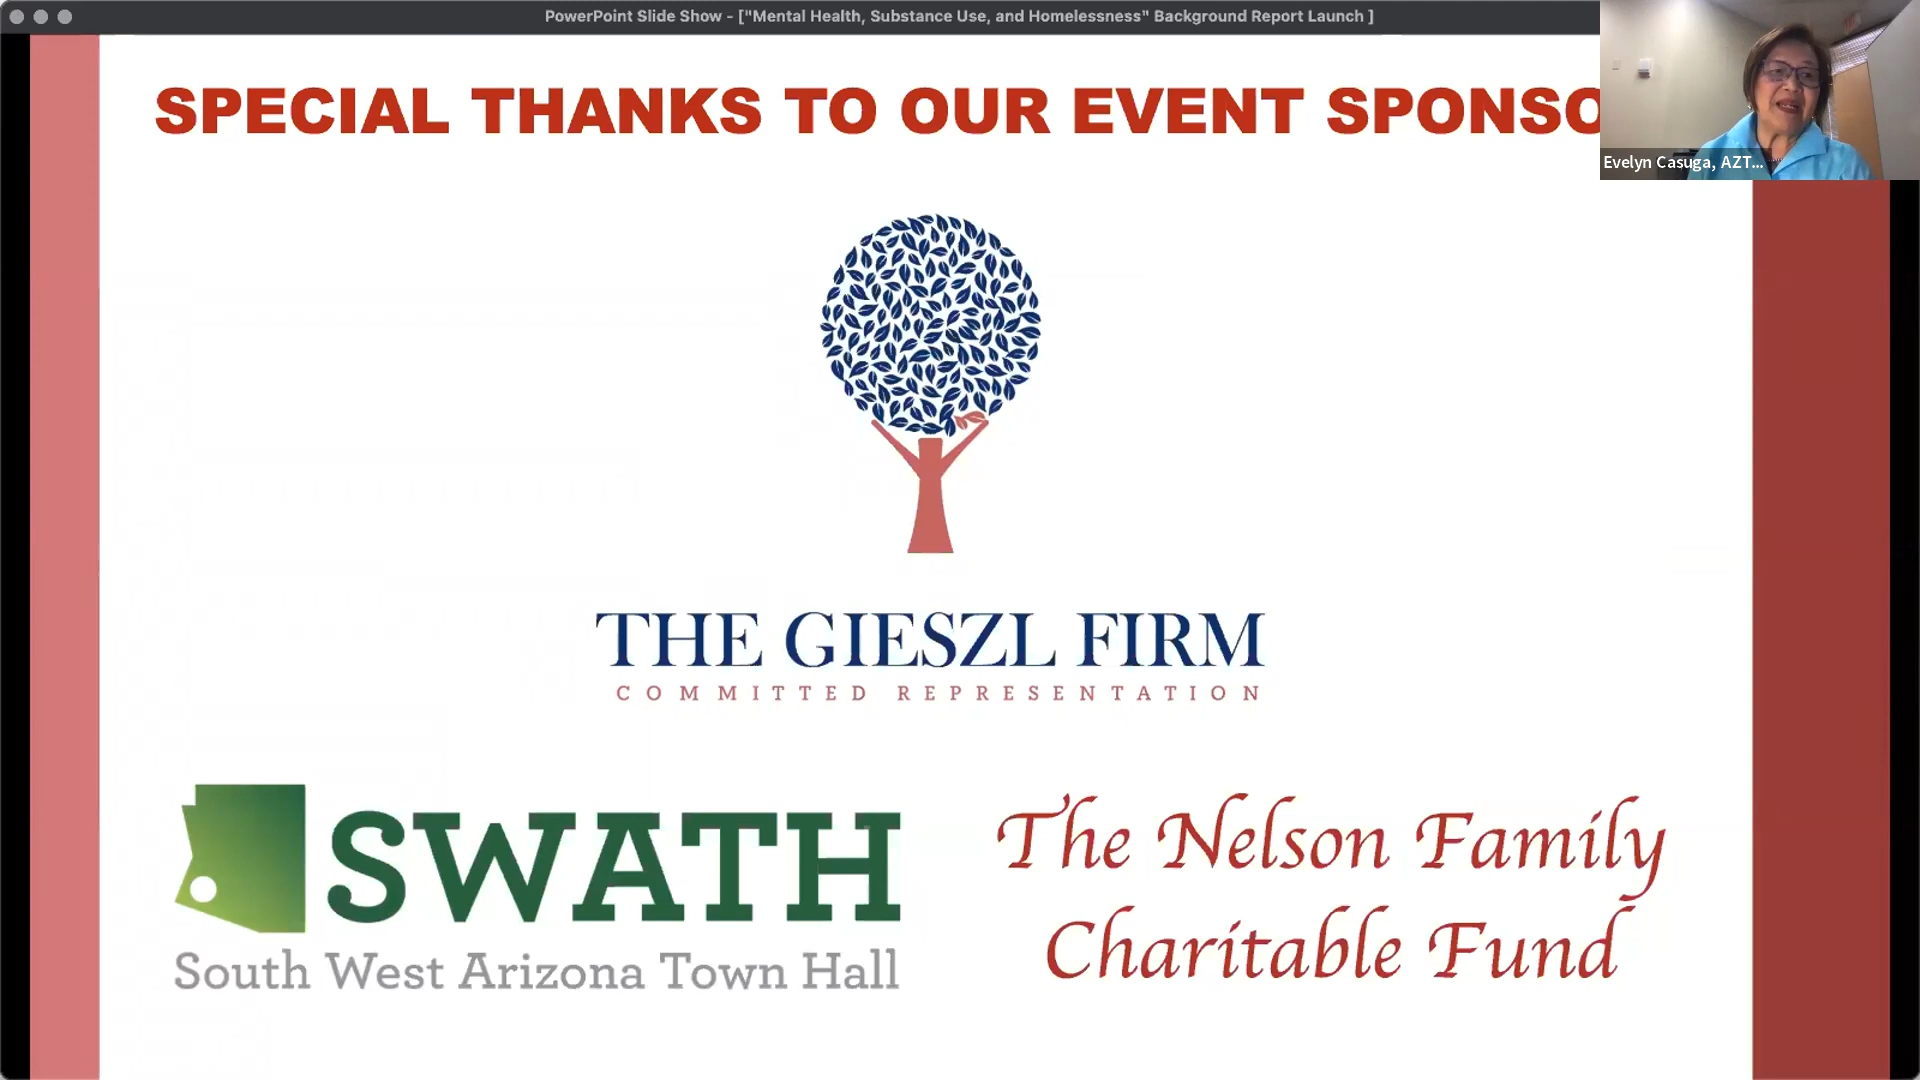 PowerPoint Slide Show - ["Mental Health, Substance Use, and Homelessness" Background Report Launch ]
SPECIAL THANKS TO OUR EVENT
Evelyn Casuga, AZT...
THE GIESZL FIRM
COMMITTED REPRESENTATION
SWATH
South West Arizona Town Hall
The Nelson Family
Charitable Fund